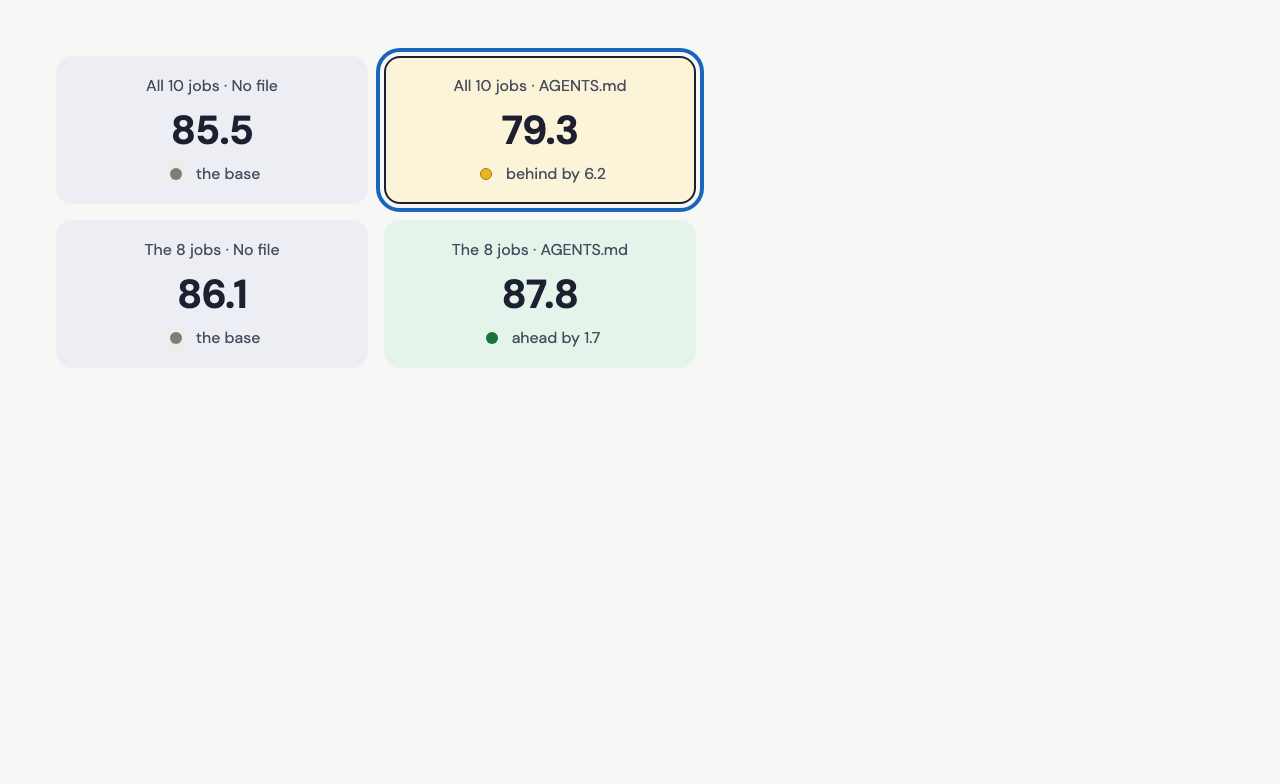 All 10 jobs · No file
85.5
the base
All 10 jobs · AGENTS.md
79.3
behind by 6.2
The 8 jobs · No file
86.1
the base
The 8 jobs · AGENTS.md
87.8
ahead by 1.7